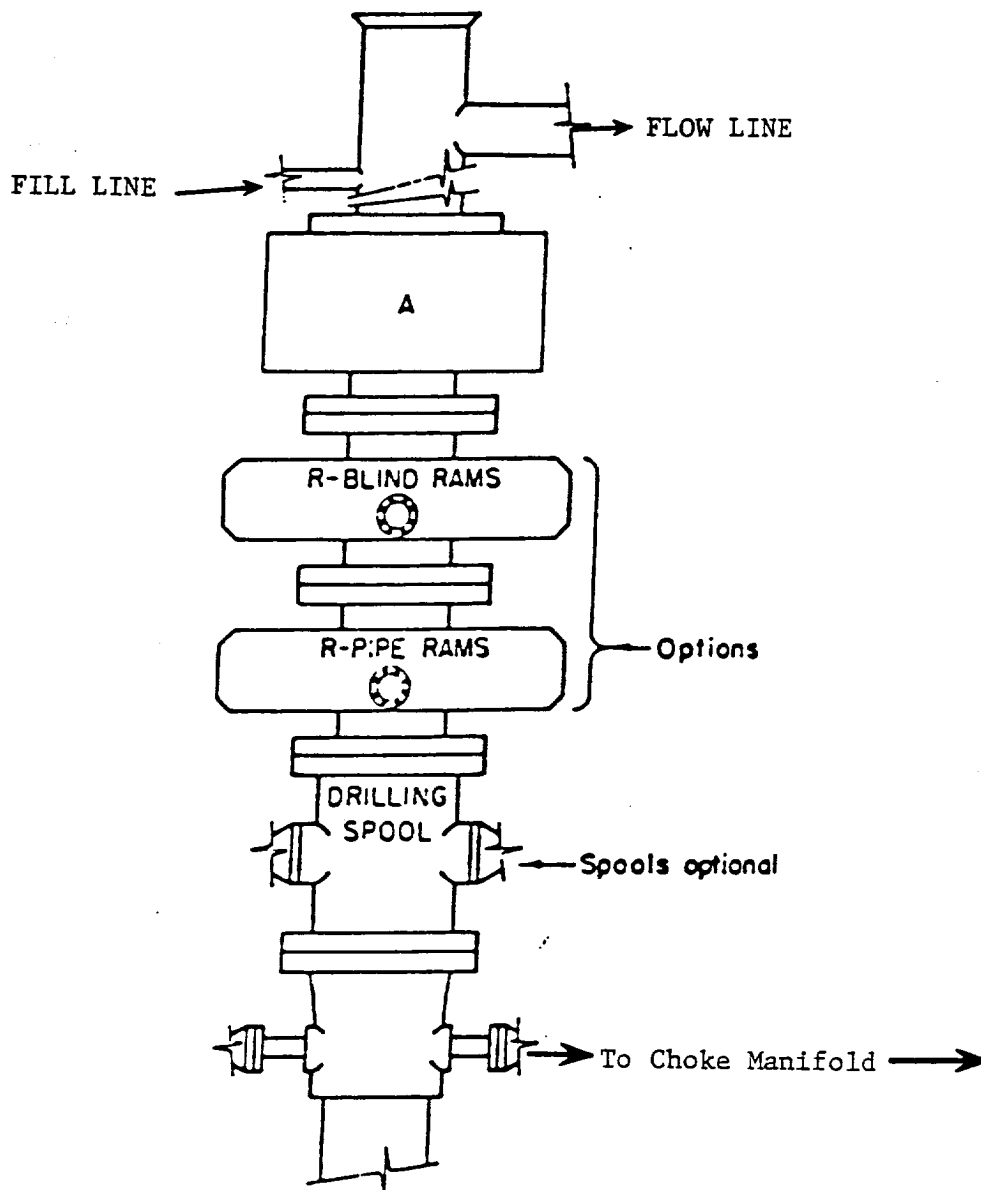 FLOW LINE
FILL LINE
A
R-BLIND RAMS
R-PIPE RAMS
Options
DRILLING
SPOOL
Spools optional
To Choke Manifold